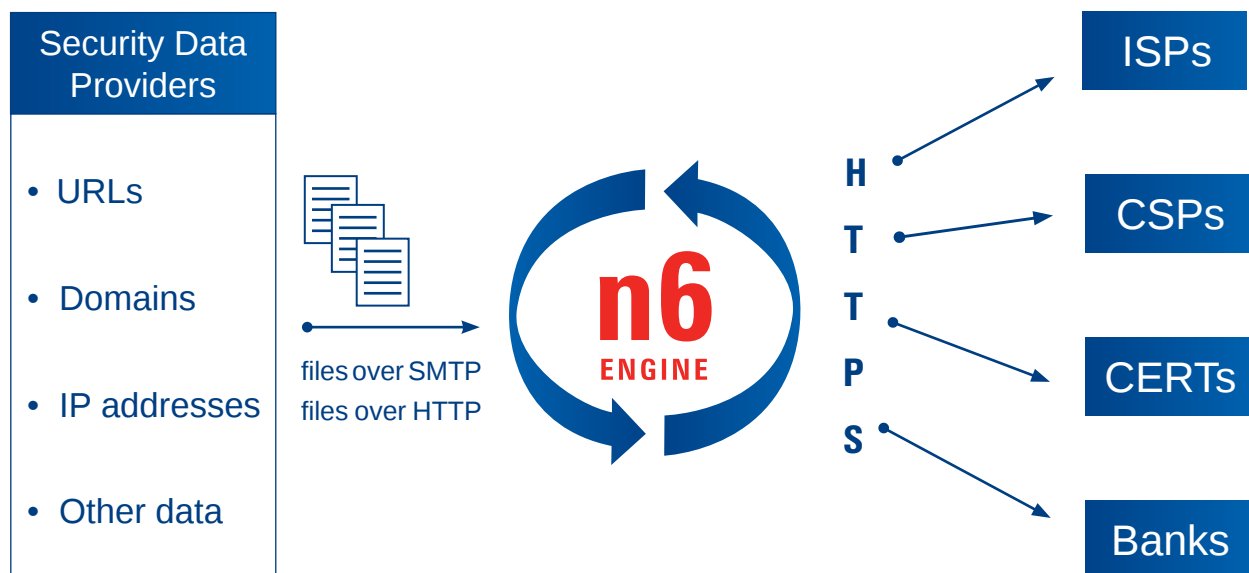 Security Data
Providers
• URLs
• Domains
• IP addresses
• Other data
files over SMTP
files over HTTP
n6
ENGINE
H
T
T
P
S
ISPs
CSPs
CERTs
Banks